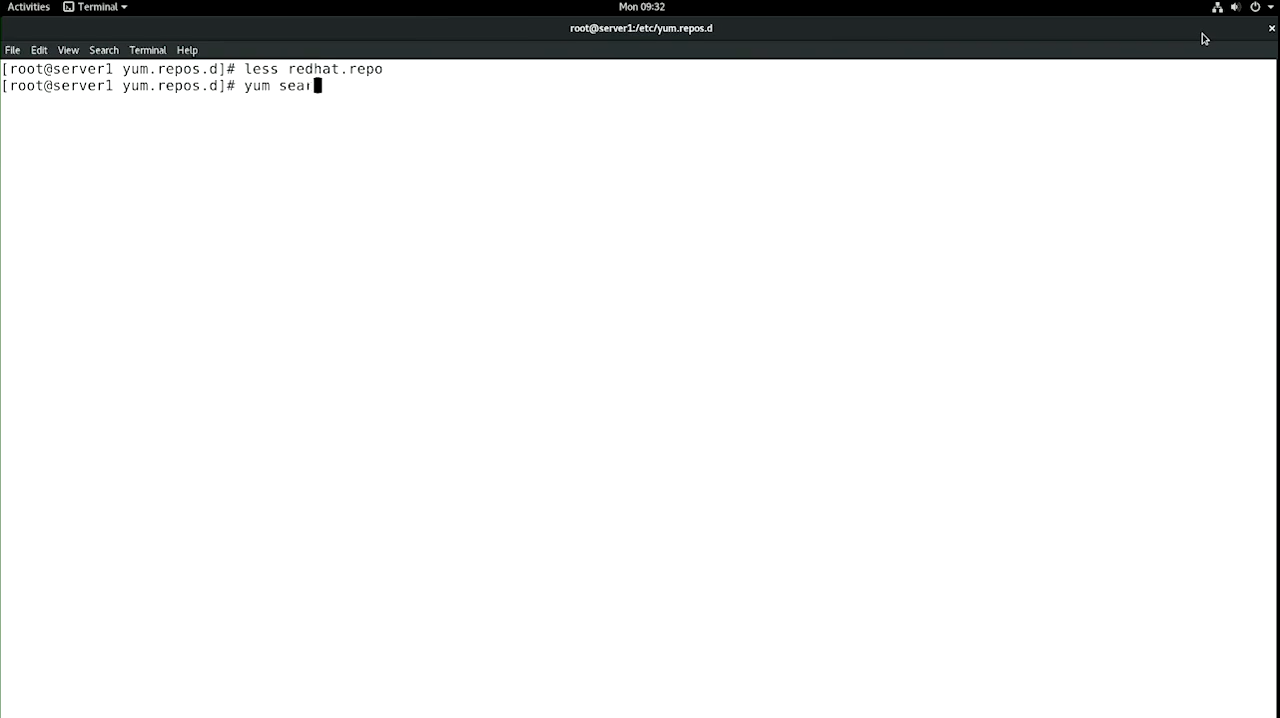 Activities Terminal Mon 09:32
root@server1:/etc/yum.repos.d
File Edit View Search Terminal Help
[root@server1 yum.repos.d]# less redhat.repo
[root@server1 yum.repos.d]# yum sear